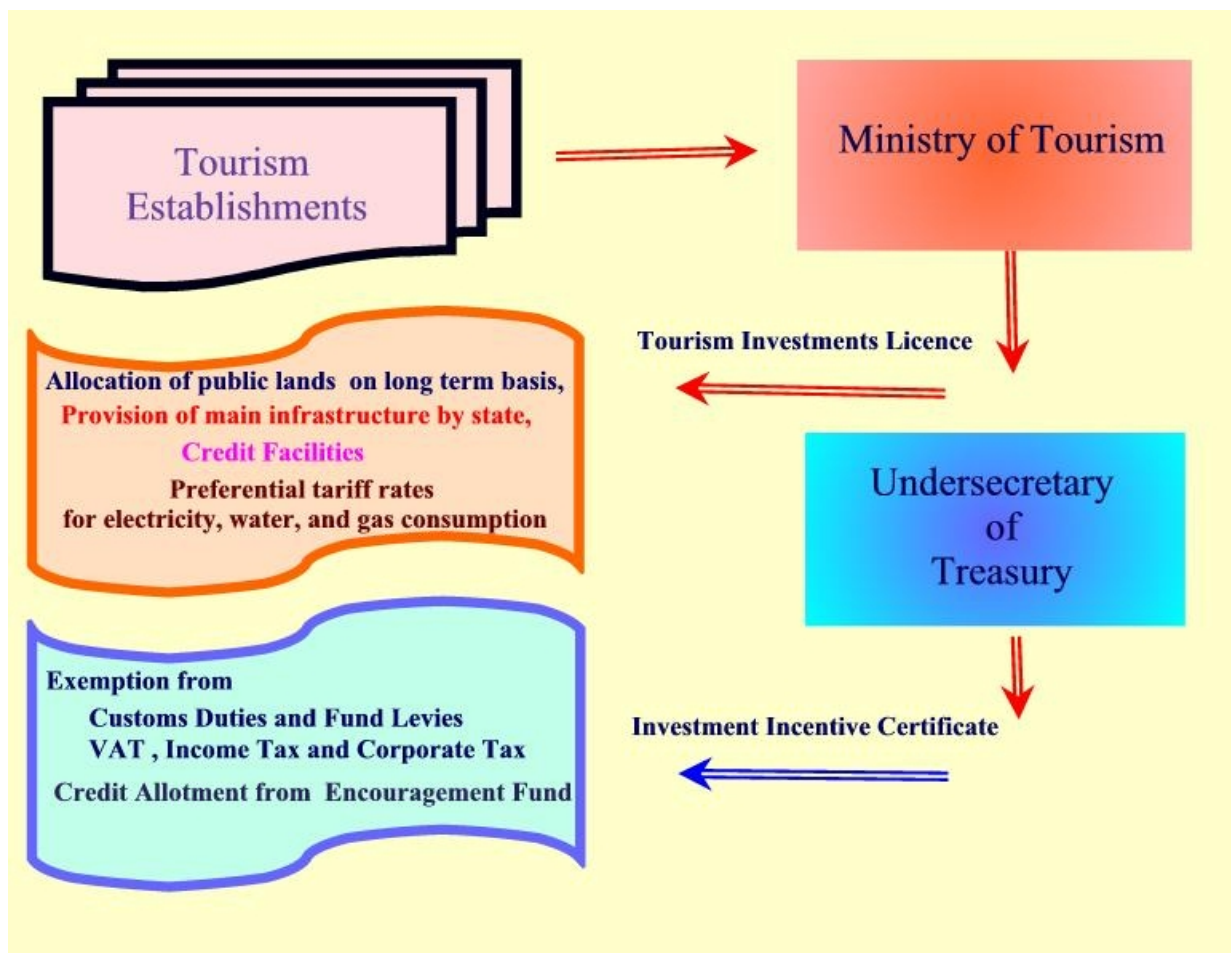 Tourism
Establishments
Ministry of Tourism
Tourism Investments Licence
Allocation of public lands on long term basis,
Provision of main infrastructure by state,
Credit Facilities
Preferential tariff rates
for electricity, water, and gas consumption
Undersecretary
of
Treasury
Exemption from
Customs Duties and Fund Levies
VAT , Income Tax and Corporate Tax
Credit Allotment from Encouragement Fund
Investment Incentive Certificate